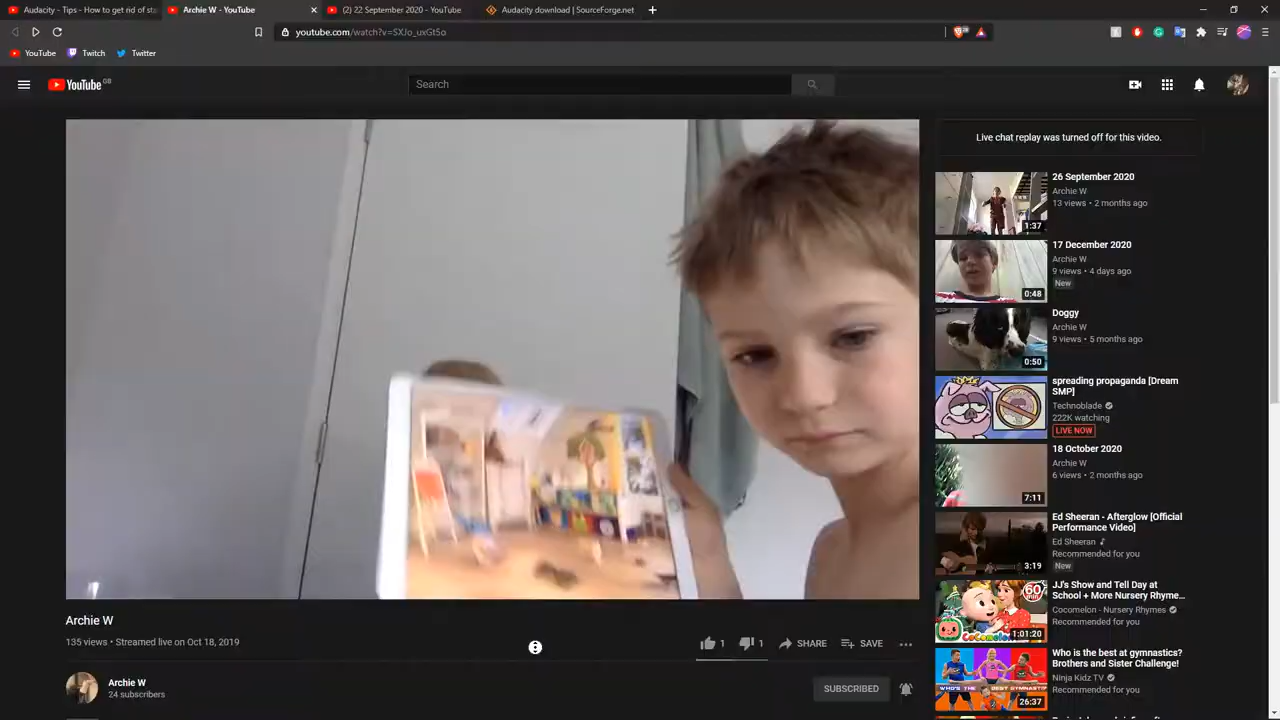 Audacity - Tips - How to get rid of st
Archie W - YouTube
(2) 22 September 2020 - YouTube
Audacity download | SourceForge.net
youtube.com/watch?v=SXJo_uxGt5o
YouTube
Twitch
Twitter
YouTube GB
Search
Live chat replay was turned off for this video.
26 September 2020
Archie W
13 views • 2 months ago
1:37
17 December 2020
Archie W
9 views • 4 days ago
New
0:48
Doggy
Archie W
9 views • 5 months ago
0:50
spreading propaganda [Dream
SMP]
Technoblade
222K watching
LIVE NOW
18 October 2020
Archie W
6 views • 2 months ago
7:11
Ed Sheeran - Afterglow [Official
Performance Video]
Ed Sheeran
Recommended for you
New
3:19
JJ's Show and Tell Day at
School + More Nursery Rhyme...
Cocomelon - Nursery Rhymes
Recommended for you
60
min
1:01:20
Who is the best at gymnastics?
Brothers and Sister Challenge!
Ninja Kidz TV
Recommended for you
WHO'S THE BEST GYMNAST
26:37
Archie W
135 views • Streamed live on Oct 18, 2019
1
1
SHARE
SAVE
Archie W
24 subscribers
SUBSCRIBED